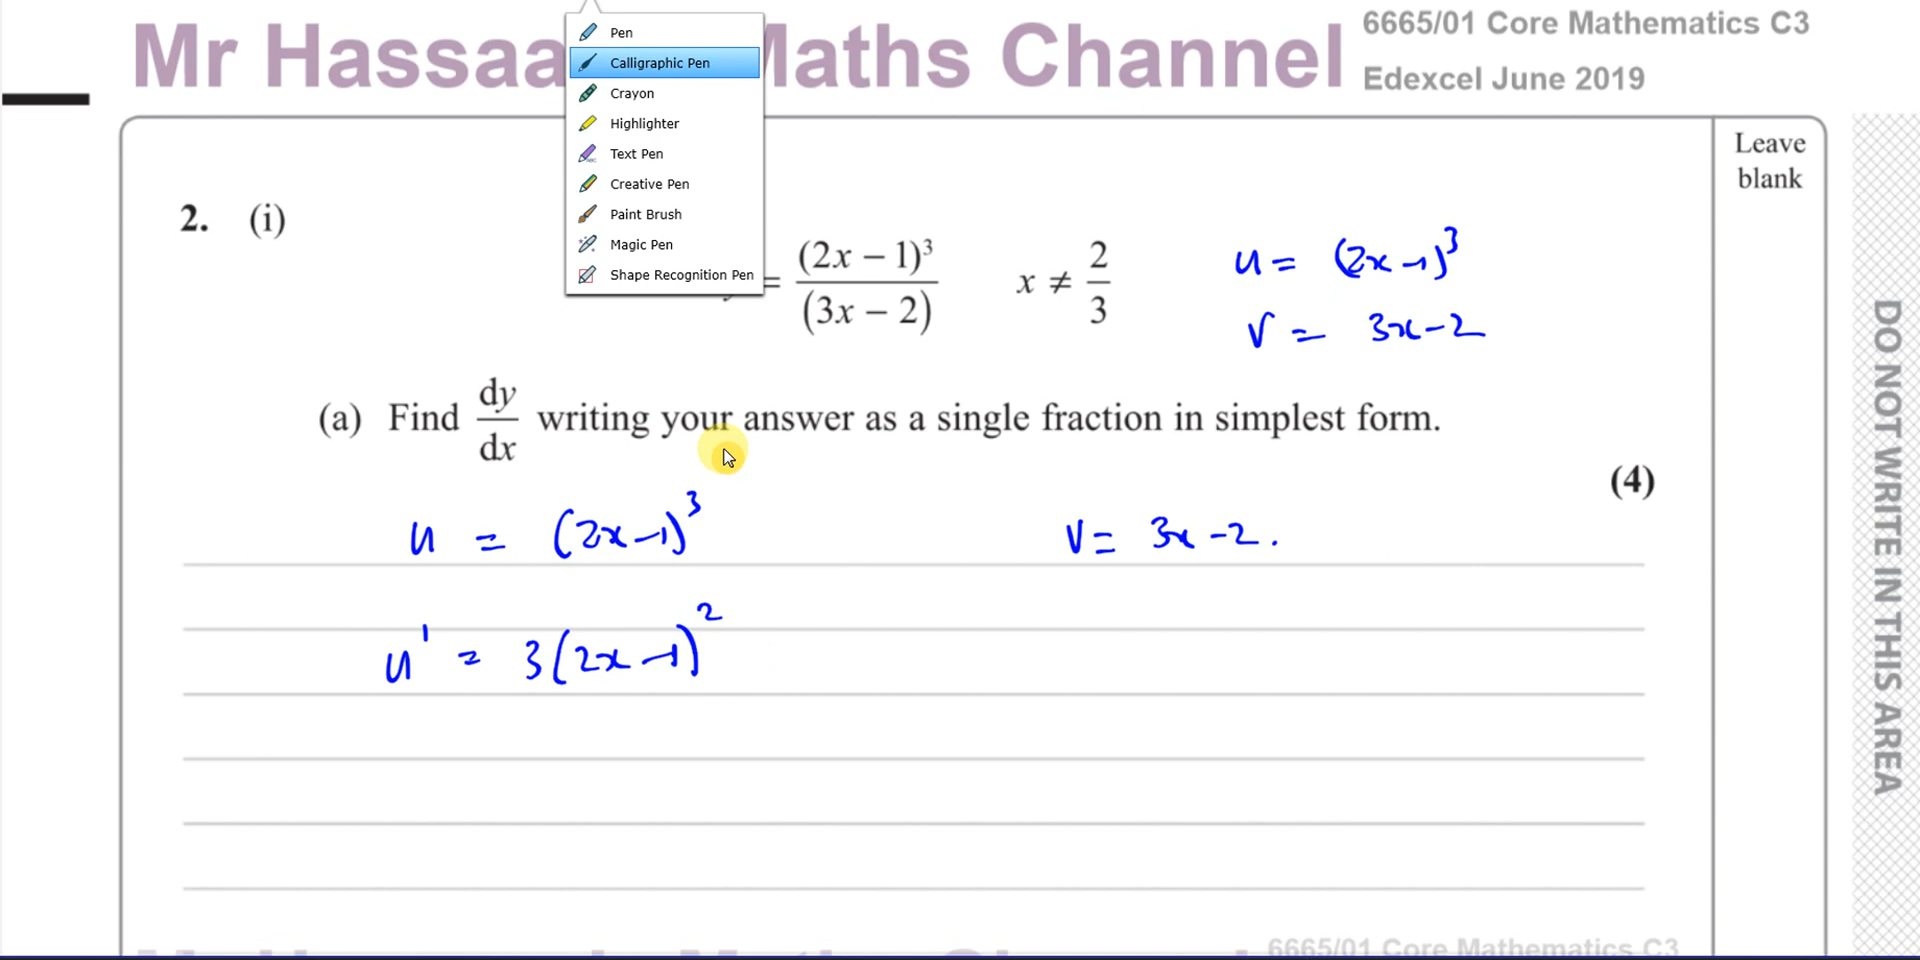 Mr Hassaa Maths Channel
6665/01 Core Mathematics C3
Edexcel June 2019
Pen
Calligraphic Pen
Crayon
Highlighter
Text Pen
Creative Pen
Paint Brush
Magic Pen
Shape Recognition Pen
Leave
blank
2. (i)
= (2x − 1)³ / (3x − 2) x ≠ 2/3
u = (2x −1)³
v = 3x−2
(a) Find dy/dx writing your answer as a single fraction in simplest form.
(4)
u = (2x −1)³ v = 3x −2.
u' = 3(2x −1)²
DO NOT WRITE IN THIS AREA
6665/01 Core Mathematics C3